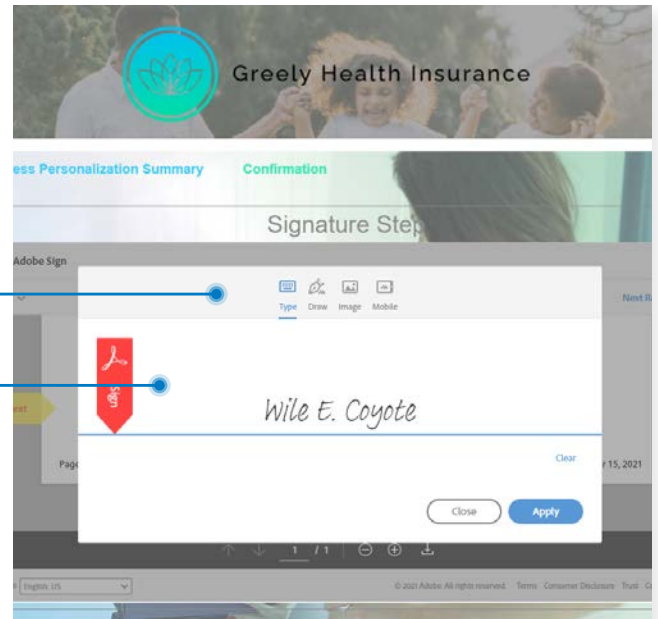 Greely Health Insurance
ess Personalization Summary Confirmation
Signature Step
Adobe Sign
Type Draw Image Mobile
Next
Sign
ext
Wile E. Coyote
Clear
Page
15, 2021
Close Apply
1 / 1
English: US
© 2021 Adobe. All rights reserved. Terms Consumer Disclosure Trust